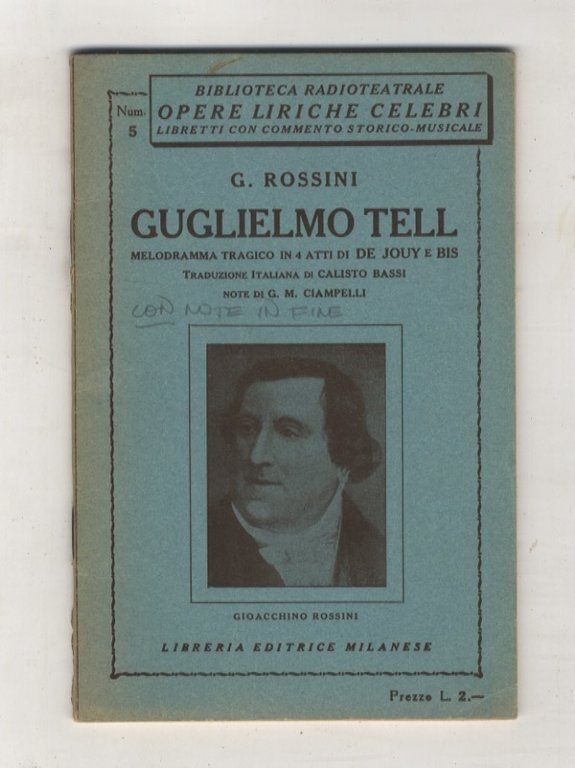 BIBLIOTECA RADIOTEATRALE
Num. 5
OPERE LIRICHE CELEBRI
LIBRETTI CON COMMENTO STORICO-MUSICALE
G. ROSSINI
GUGLIELMO TELL
MELODRAMMA TRAGICO IN 4 ATTI DI DE JOUY E BIS
TRADUZIONE ITALIANA DI CALISTO BASSI
NOTE DI G. M. CIAMPELLI
CON NOTE IN FINE
GIOACCHINO ROSSINI
LIBRERIA EDITRICE MILANESE
Prezzo L. 2.—